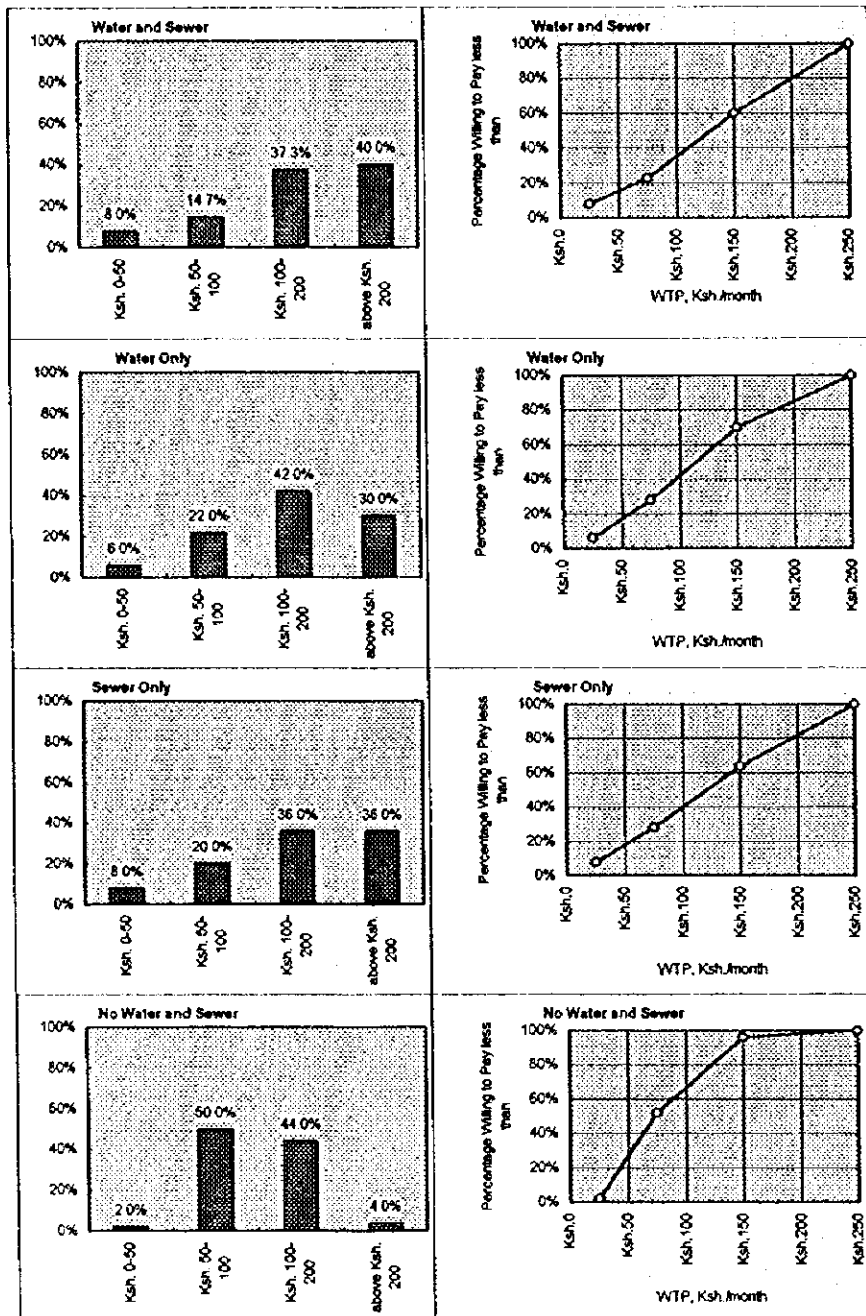 Water and Sewer
100%
80%
60%
40%
20%
0%
8.0%
14.7%
37.3%
40.0%
Ksh. 0-50
Ksh. 50-
100
Ksh. 100-
200
above Ksh.
200
Water and Sewer
Percentage Willing to Pay less
than
100%
80%
60%
40%
20%
0%
Ksh.0
Ksh.50
Ksh.100
Ksh.150
Ksh.200
Ksh.250
WTP, Ksh./month
Water Only
100%
80%
60%
40%
20%
0%
6.0%
22.0%
42.0%
30.0%
Ksh. 0-50
Ksh. 50-
100
Ksh. 100-
200
above Ksh.
200
Water Only
Percentage Willing to Pay less
than
100%
80%
60%
40%
20%
0%
Ksh.0
Ksh.50
Ksh.100
Ksh.150
Ksh.200
Ksh.250
WTP, Ksh./month
Sewer Only
100%
80%
60%
40%
20%
0%
8.0%
20.0%
36.0%
36.0%
Ksh. 0-50
Ksh. 50-
100
Ksh. 100-
200
above Ksh.
200
Sewer Only
Percentage Willing to Pay less
than
100%
80%
60%
40%
20%
0%
Ksh.0
Ksh.50
Ksh.100
Ksh.150
Ksh.200
Ksh.250
WTP, Ksh./month
No Water and Sewer
100%
80%
60%
40%
20%
0%
2.0%
50.0%
44.0%
4.0%
Ksh. 0-50
Ksh. 50-
100
Ksh. 100-
200
above Ksh.
200
No Water and Sewer
Percentage Willing to Pay less
than
100%
80%
60%
40%
20%
0%
Ksh.0
Ksh.50
Ksh.100
Ksh.150
Ksh.200
Ksh.250
WTP, Ksh./month